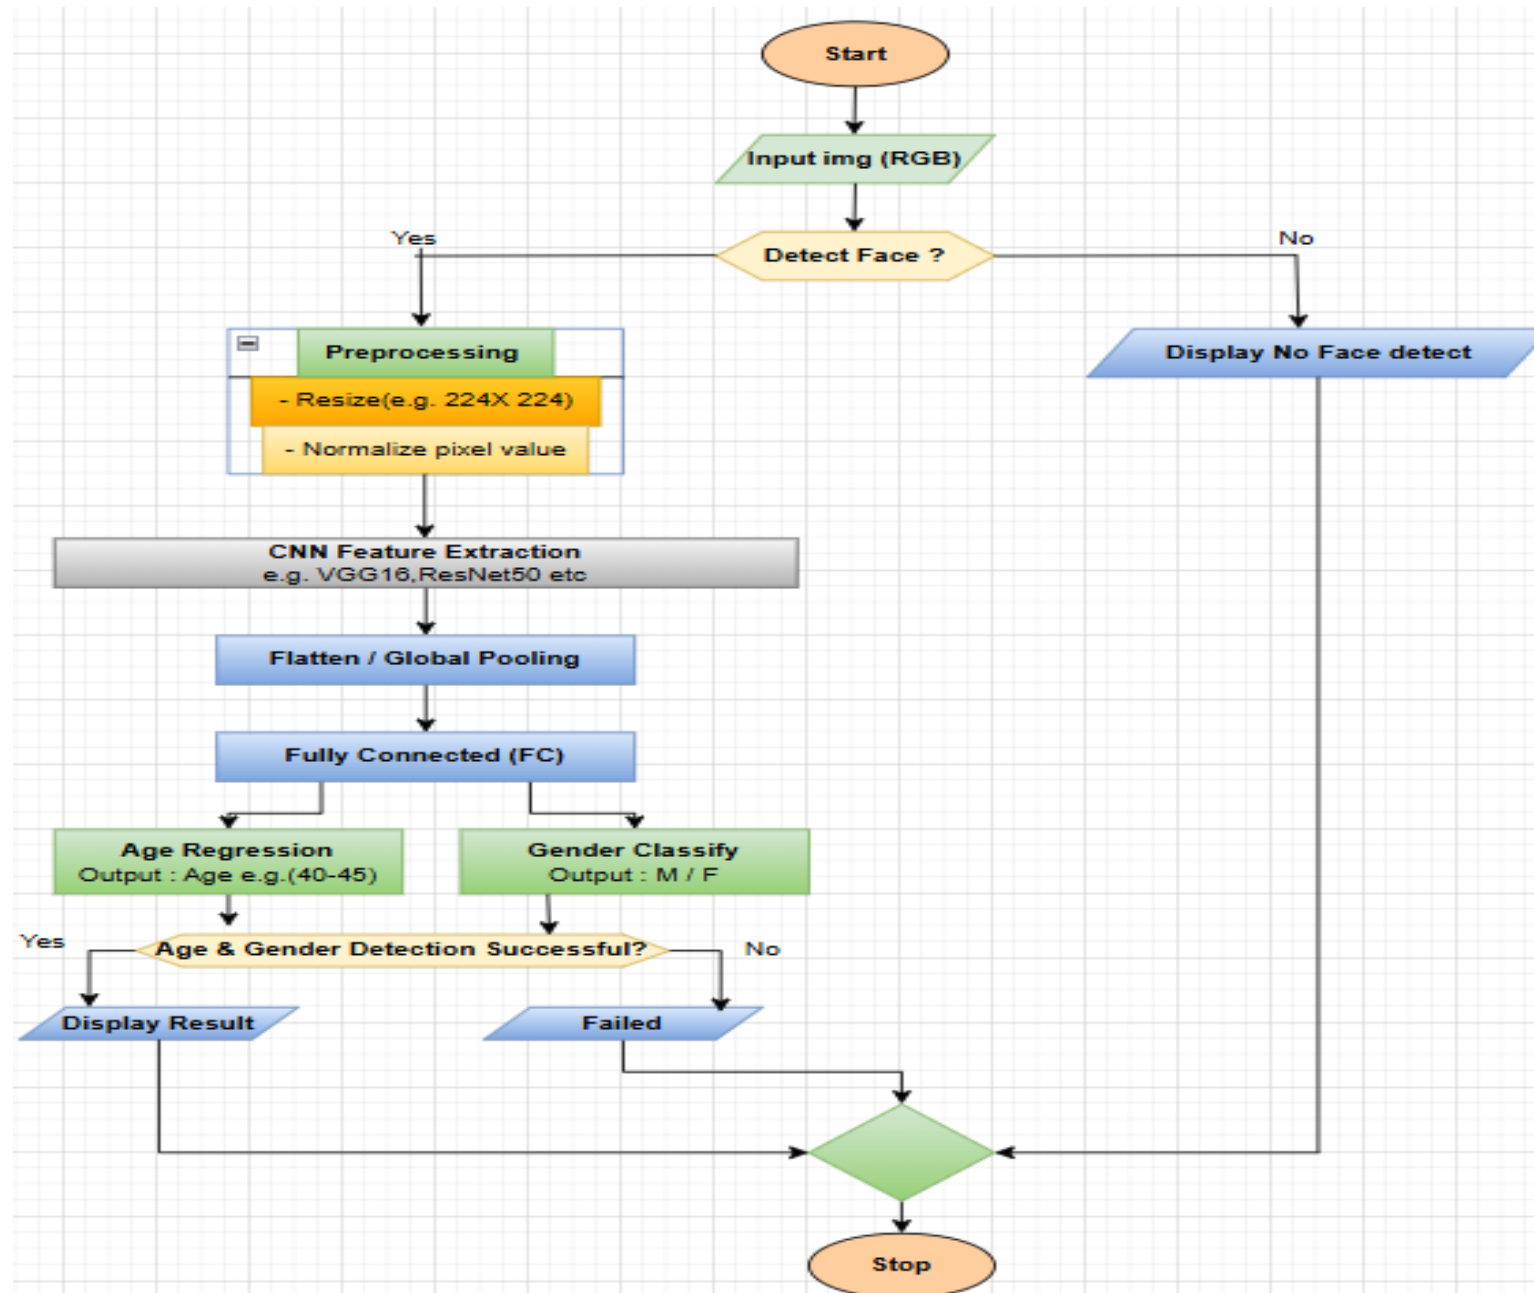 Start
Input img (RGB)
Yes
Detect Face ?
No
Preprocessing
- Resize(e.g. 224X 224)
- Normalize pixel value
Display No Face detect
CNN Feature Extraction
e.g. VGG16,ResNet50 etc
Flatten / Global Pooling
Fully Connected (FC)
Age Regression
Output : Age e.g.(40-45)
Gender Classify
Output : M / F
Yes
Age & Gender Detection Successful?
No
Display Result
Failed
Stop